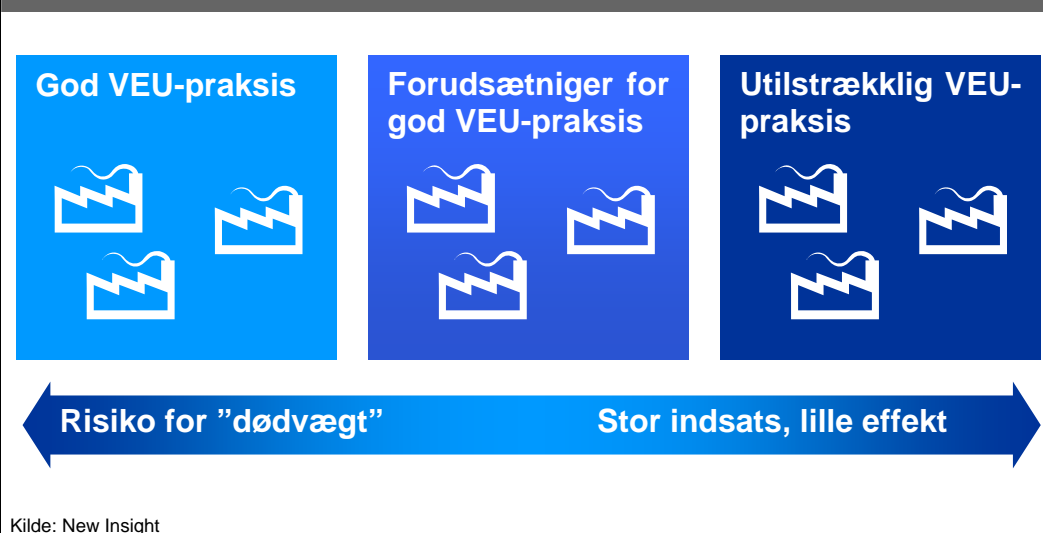 God VEU-praksis
Forudsætniger for
god VEU-praksis
Utilstrækklig VEU-
praksis
Risiko for ”dødvægt”
Stor indsats, lille effekt
Kilde: New Insight